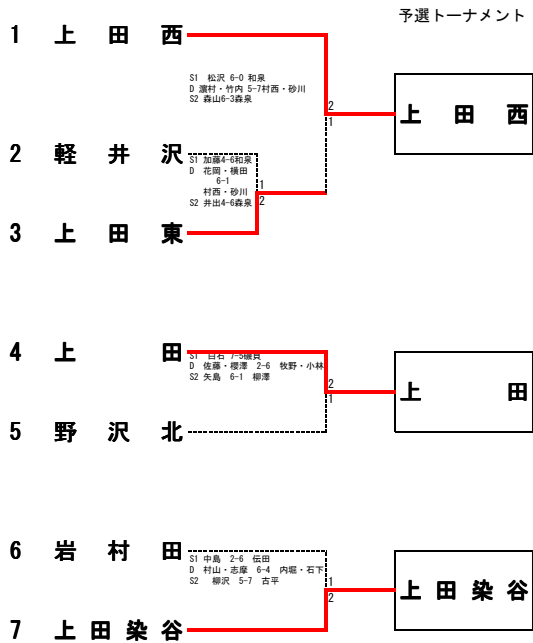 予選トーナメント
1 上田西
S1 松沢 6-0 和泉
D 濵村・竹内 5-7村西・砂川
S2 森山6-3森泉
2
1
上田西
2 軽井沢
S1 加藤4-6和泉
D 花岡・横田
6-1
村西・砂川
S2 井出4-6森泉
1
2
3 上田東
4 上田
S1 白石 7-5磯貝
D 佐藤・櫻澤 2-6 牧野・小林
S2 矢島 6-1 柳澤
2
1
上田
5 野沢北
6 岩村田
S1 中島 2-6 伝田
D 村山・志摩 6-4 内堀・石下
S2 柳沢 5-7 古平
1
2
上田染谷
7 上田染谷